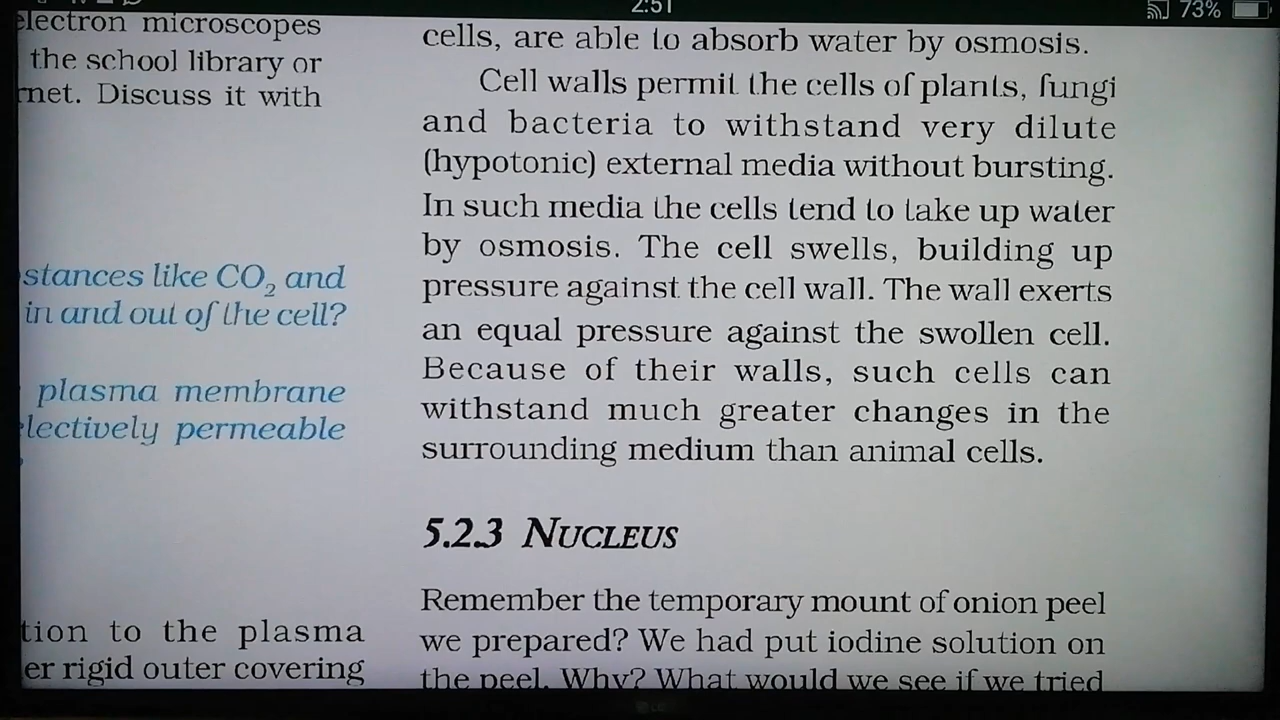 2:51
73%
electron microscopes
the school library or
rnet. Discuss it with
stances like CO₂ and
in and out of the cell?
plasma membrane
electively permeable
tion to the plasma
er rigid outer covering
cells, are able to absorb water by osmosis.
Cell walls permit the cells of plants, fungi
and bacteria to withstand very dilute
(hypotonic) external media without bursting.
In such media the cells tend to take up water
by osmosis. The cell swells, building up
pressure against the cell wall. The wall exerts
an equal pressure against the swollen cell.
Because of their walls, such cells can
withstand much greater changes in the
surrounding medium than animal cells.
5.2.3 NUCLEUS
Remember the temporary mount of onion peel
we prepared? We had put iodine solution on
the peel. Why? What would we see if we tried
LG